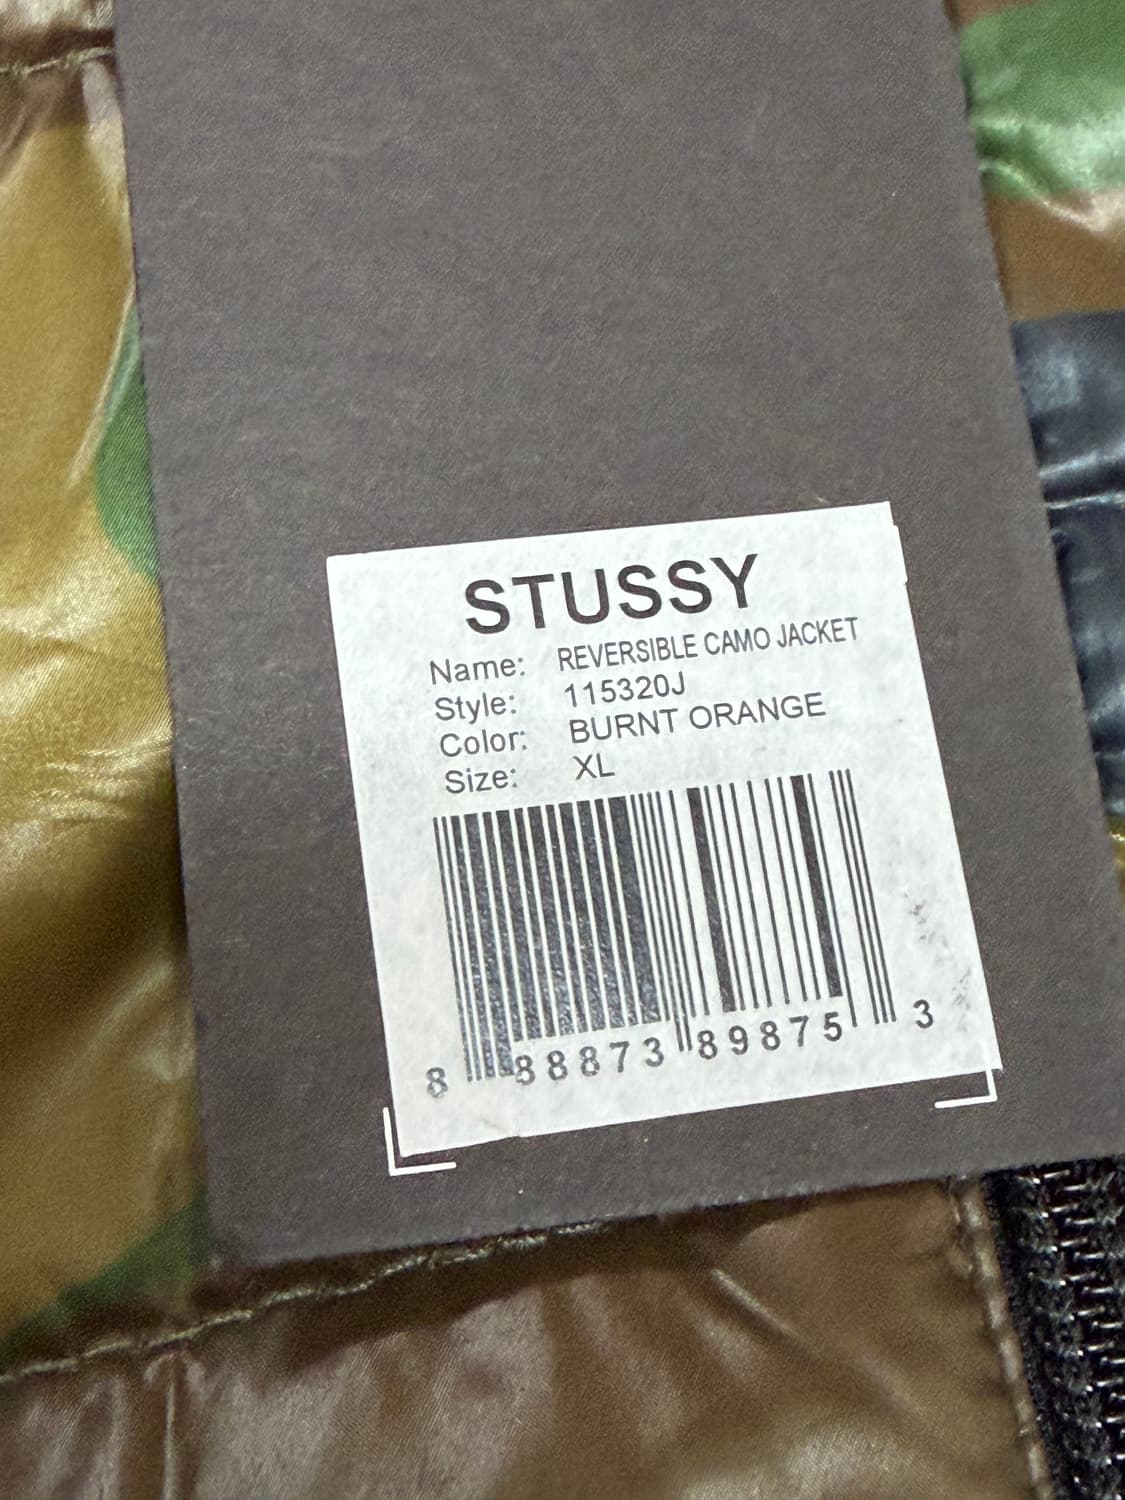 STUSSY
Name: REVERSIBLE CAMO JACKET
Style: 115320J
Color: BURNT ORANGE
Size: XL
8 88873 89875 3